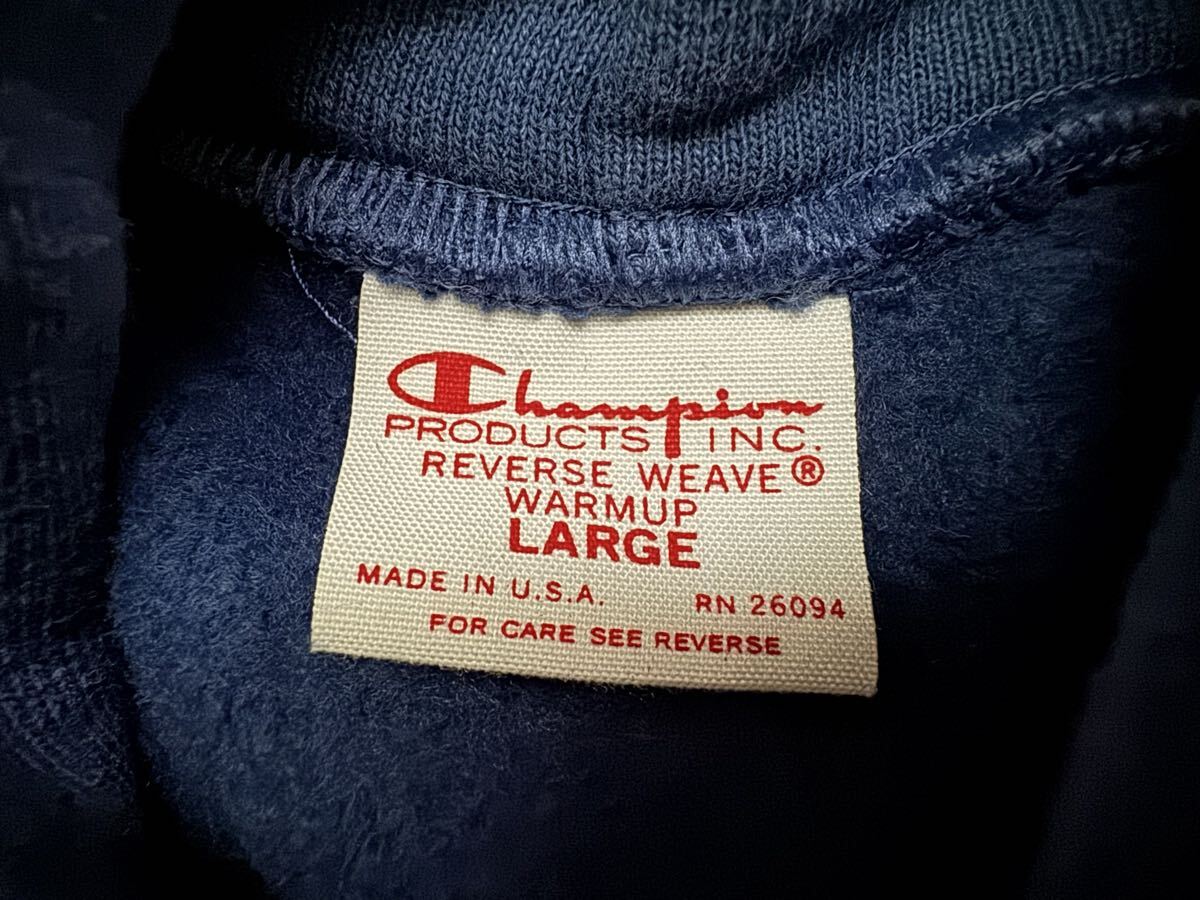 Champion
PRODUCTS INC.
REVERSE WEAVE®
WARMUP
LARGE
MADE IN U.S.A. RN 26094
FOR CARE SEE REVERSE